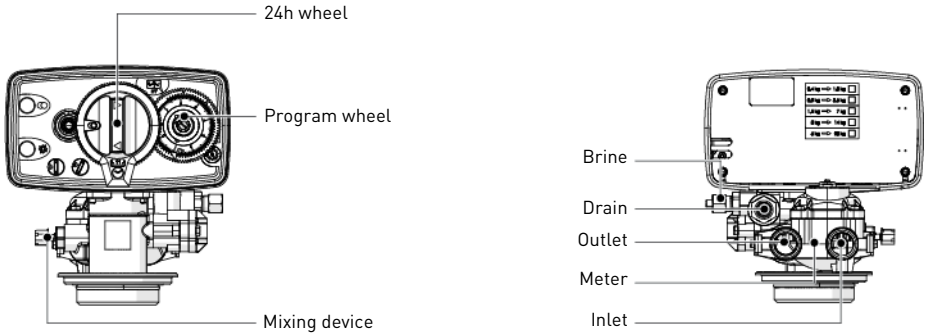 24h wheel
Program wheel
Mixing device
Brine
Drain
Outlet
Meter
Inlet